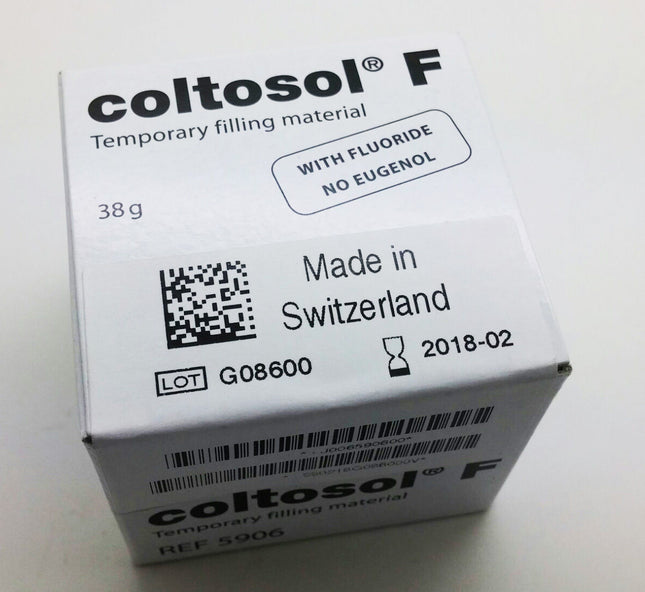 coltosol® F
Temporary filling material
WITH FLUORIDE
NO EUGENOL
38 g
Made in
Switzerland
LOT G08600
2018-02
coltosol® F
Temporary filling material
REF 5906